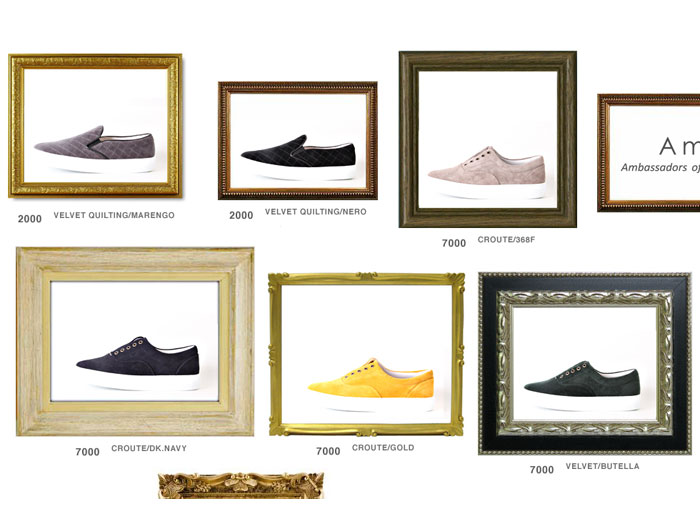 2000 VELVET QUILTING/MARENGO
2000 VELVET QUILTING/NERO
7000 CROUTE/368F
Am
Ambassadors of
7000 CROUTE/DK.NAVY
7000 CROUTE/GOLD
7000 VELVET/BUTELLA